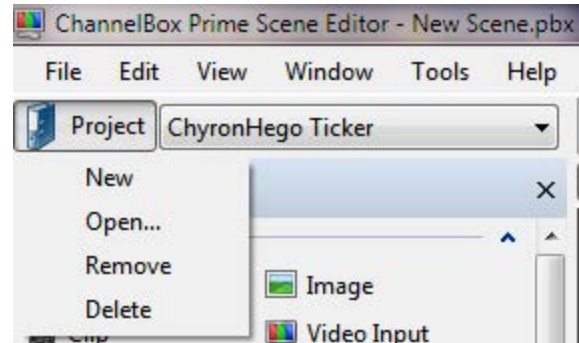 ChannelBox Prime Scene Editor - New Scene.pbx
File Edit View Window Tools Help
Project ChyronHego Ticker
New
Open...
Remove
Image
Delete
Clip Video Input